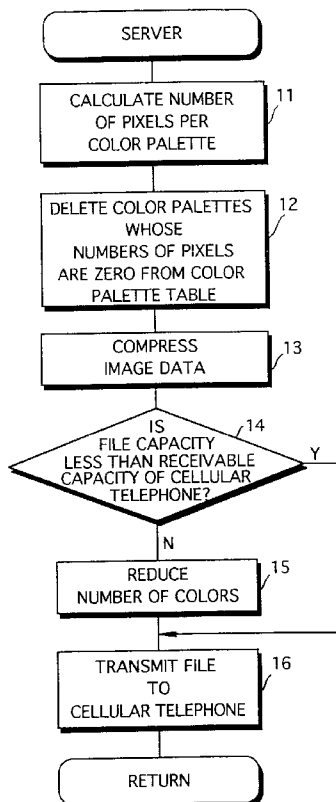 SERVER
CALCULATE NUMBER
OF PIXELS PER
COLOR PALETTE
11
DELETE COLOR PALETTES
WHOSE
NUMBERS OF PIXELS
ARE ZERO FROM COLOR
PALETTE TABLE
12
COMPRESS
IMAGE DATA
13
IS
FILE CAPACITY
LESS THAN RECEIVABLE
CAPACITY OF CELLULAR
TELEPHONE?
14
Y
N
REDUCE
NUMBER OF COLORS
15
TRANSMIT FILE
TO
CELLULAR TELEPHONE
16
RETURN